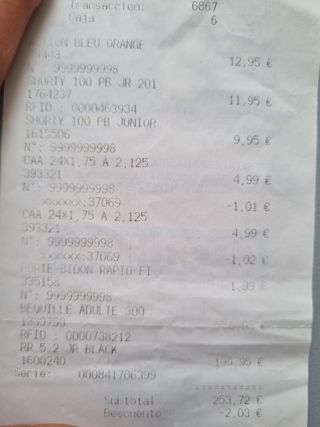 Transaccion: 6867
Caja 6
BLEU ORANGE
12,95 €
N°: 9999999998
SHORTY 100 PB JR 201
1764237 11,95 €
RFID : 0000463934
SHORTY 100 PB JUNIOR
1615506 9,95 €
N°: 9999999998
CAA 24X1.75 A 2.125
393321 4,99 €
N°: 9999999998
xxxxxx:37069 -1,01 €
CAA 24X1.75 A 2.125
393321 4,99 €
N°: 9999999998
xxxxxx:37069 -1,02 €
PORTE-BIDON RAPID FI
335158 1,99 €
N°: 9999999998
BEQUILLE ADULTE 300
RFID : 0000738212
RR 5.2 JR BLACK
1600240 199,95 €
Serie: 000841706399
==========
Subtotal 253,72 €
Descuento -2,03 €